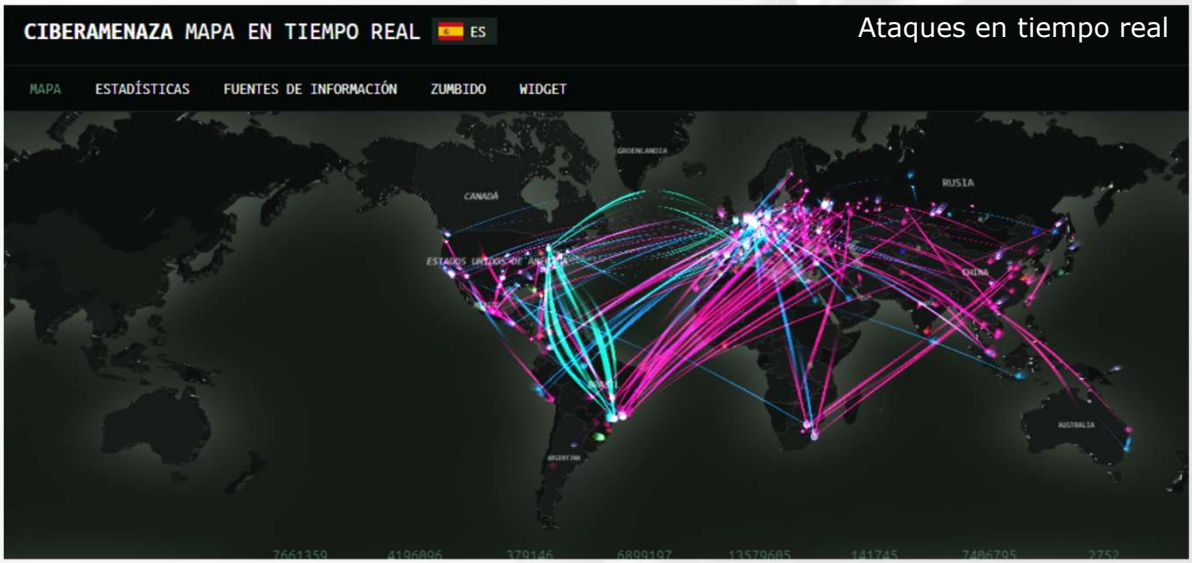 CIBERAMENAZA MAPA EN TIEMPO REAL ES
Ataques en tiempo real
MAPA ESTADÍSTICAS FUENTES DE INFORMACIÓN ZUMBIDO WIDGET
GROENLANDIA
RUSIA
CANADÁ
ESTADOS UNIDOS DE AMÉRICA
CHINA
BRASIL
AUSTRALIA
ARGENTINA
7661359 4196096 379146 6899197 13579605 141745 7406795 2752